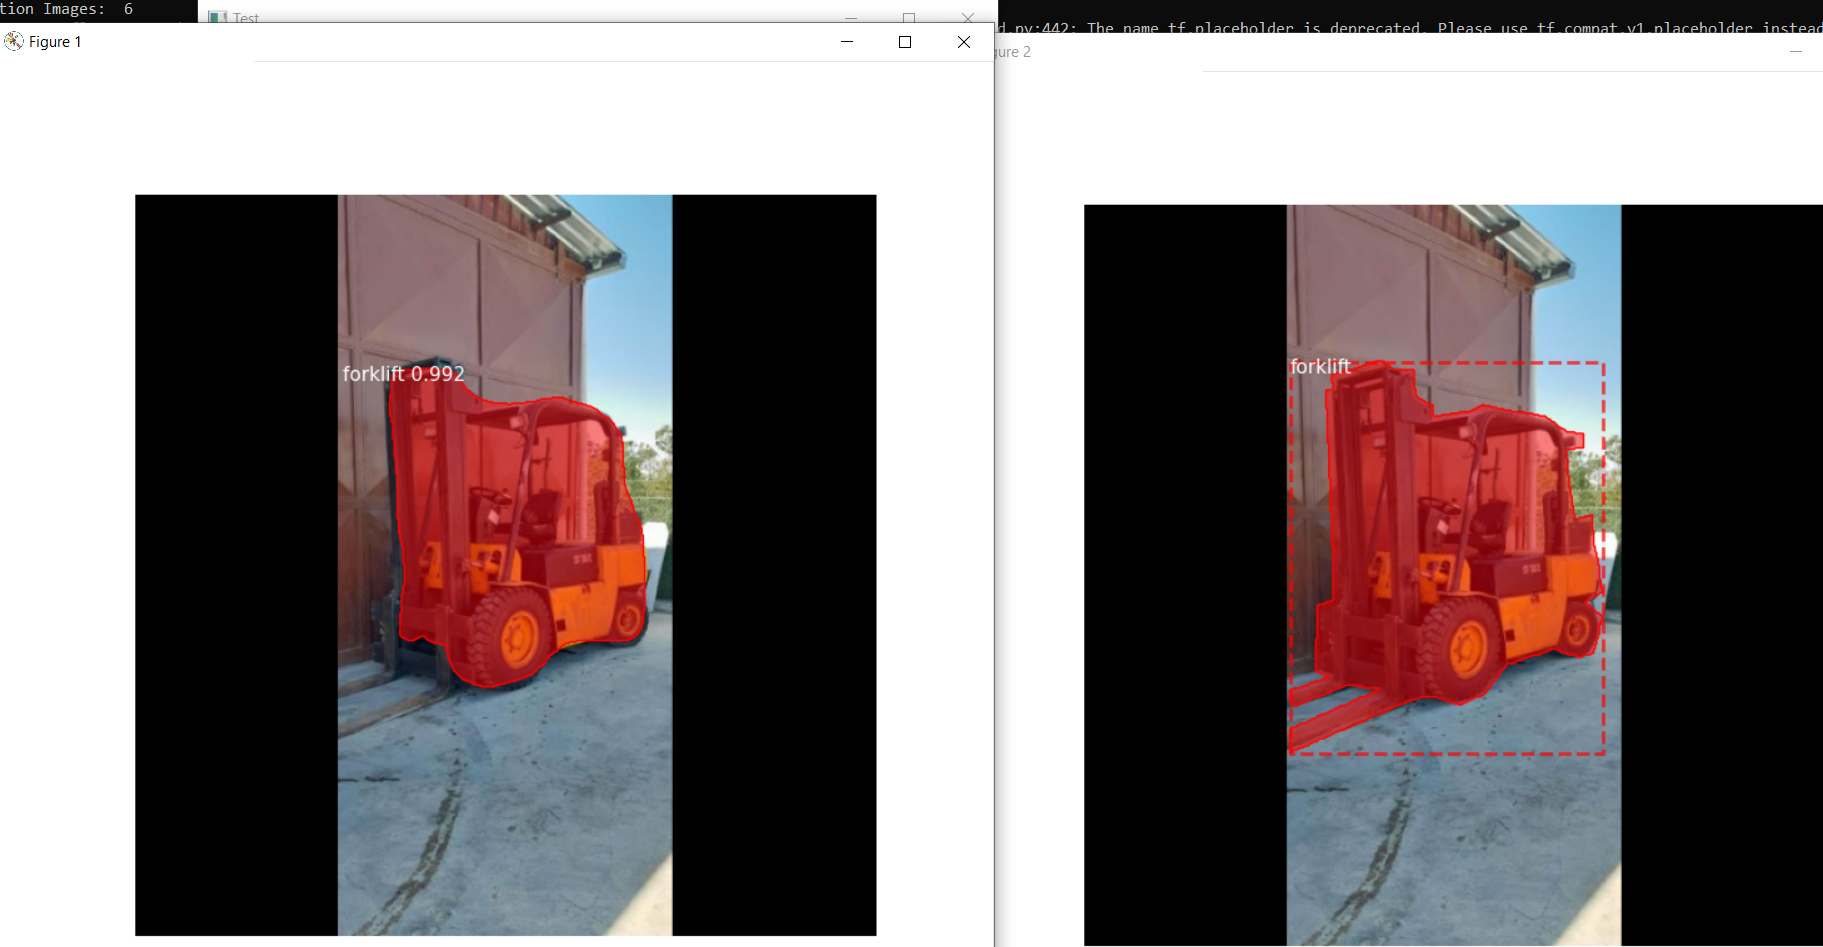 tion Images:  6
Test
d.py:442: The name tf.placeholder is deprecated. Please use tf.compat.v1.placeholder instead
Figure 1
gure 2
forklift 0.992
forklift